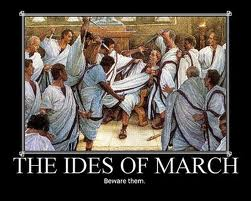 THE IDES OF MARCH
Beware them.